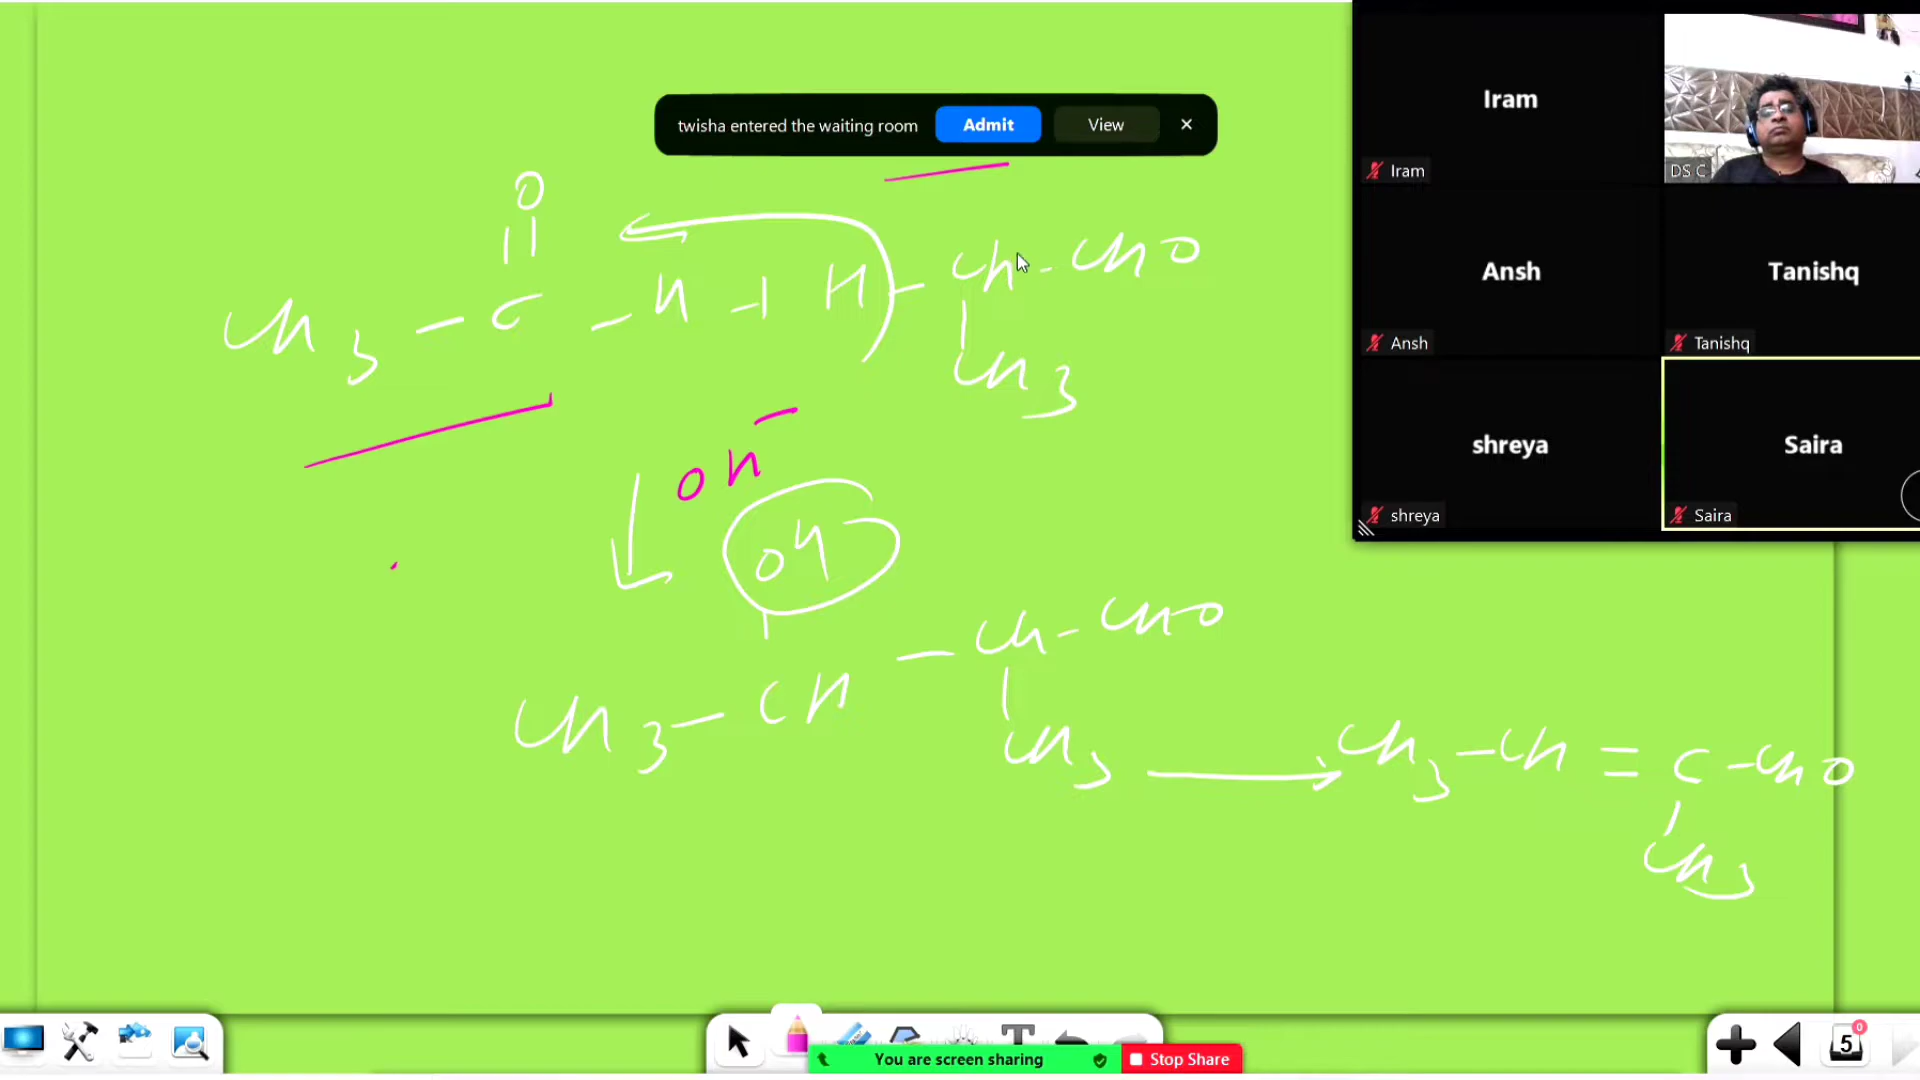 twisha entered the waiting room Admit View ×
O
||
CH3 - C - H + H - CH - CHO
|
CH3
OH-
OH
|
CH3 - CH - CH - CHO
|
CH3 → CH3 - CH = C - CHO
|
CH3
Iram
Iram
DS C
Ansh
Ansh
Tanishq
Tanishq
shreya
shreya
Saira
Saira
You are screen sharing Stop Share
T
5
0